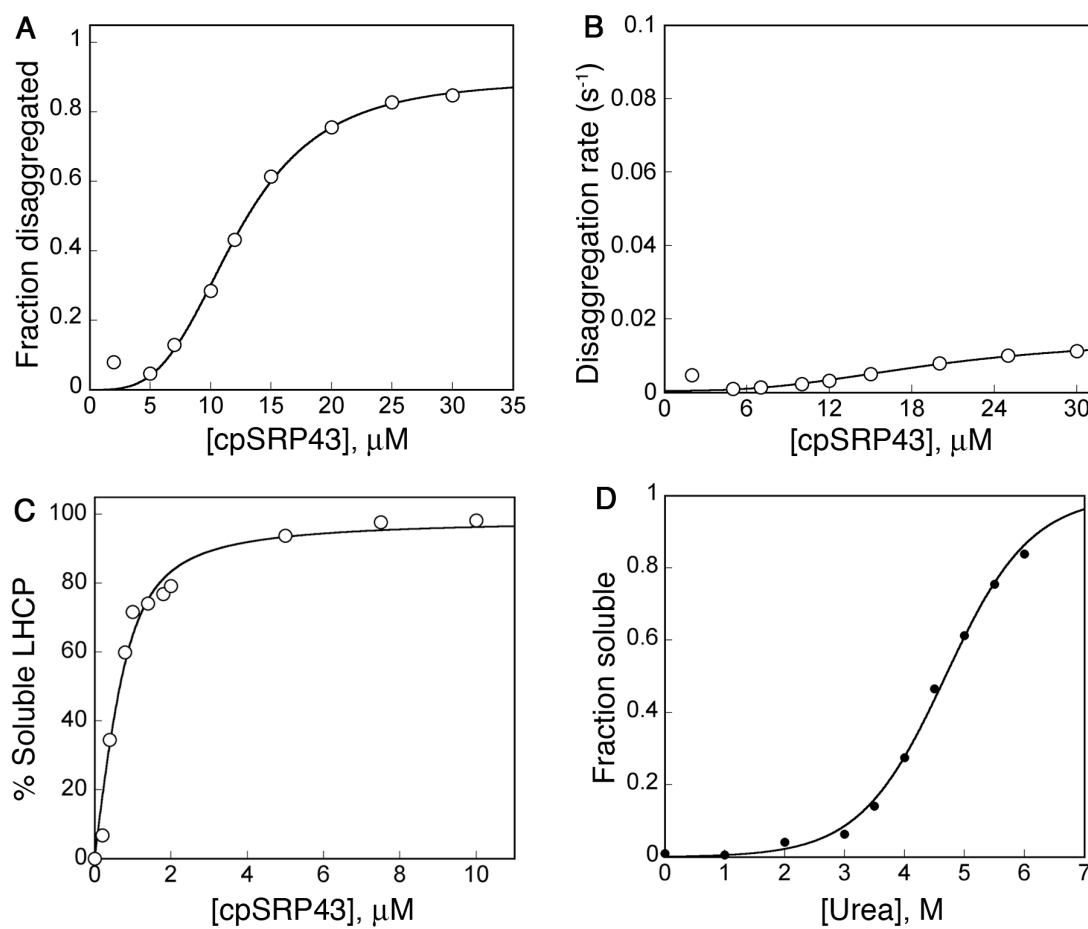 A
Fraction disaggregated
1
0.8
0.6
0.4
0.2
0
0 5 10 15 20 25 30 35
[cpSRP43], μM
B
Disaggregation rate (s⁻¹)
0.1
0.08
0.06
0.04
0.02
0
0 6 12 18 24 30
[cpSRP43], μM
C
% Soluble LHCP
100
80
60
40
20
0
0 2 4 6 8 10
[cpSRP43], μM
D
Fraction soluble
1
0.8
0.6
0.4
0.2
0
0 1 2 3 4 5 6 7
[Urea], M